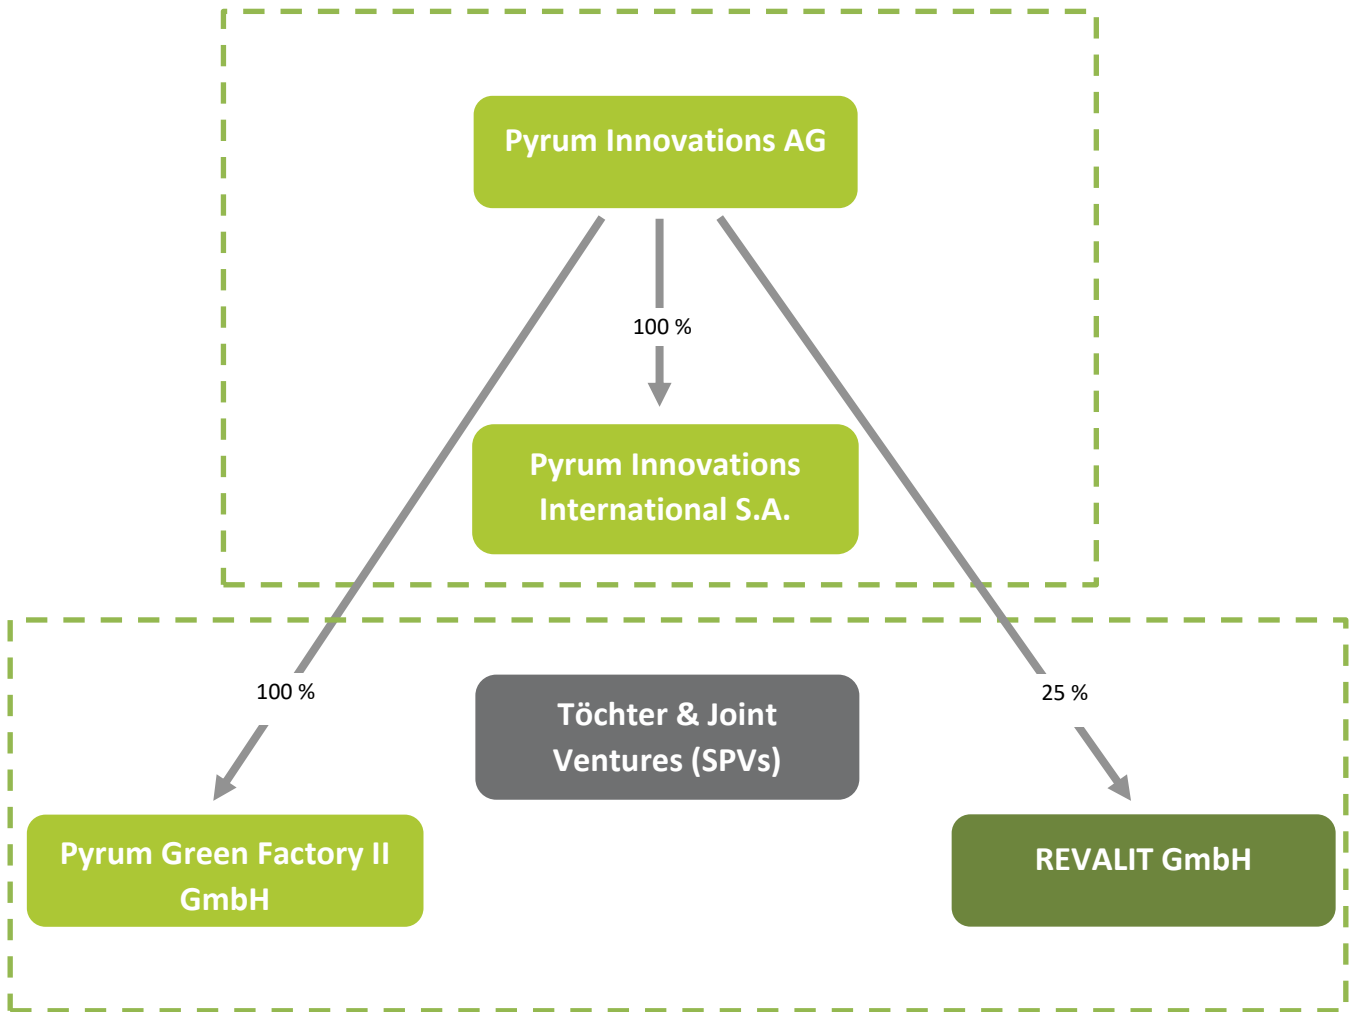 Pyrum Innovations AG
100 %
Pyrum Innovations
International S.A.
100 %
Töchter & Joint
Ventures (SPVs)
25 %
Pyrum Green Factory II
GmbH
REVALIT GmbH